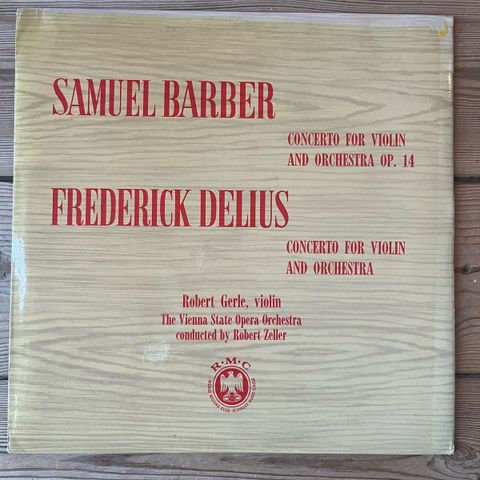 SAMUEL BARBER
CONCERTO FOR VIOLIN
AND ORCHESTRA OP. 14
FREDERICK DELIUS
CONCERTO FOR VIOLIN
AND ORCHESTRA
Robert Gerle, violin
The Vienna State Opera Orchestra
conducted by Robert Zeller
R·M·C